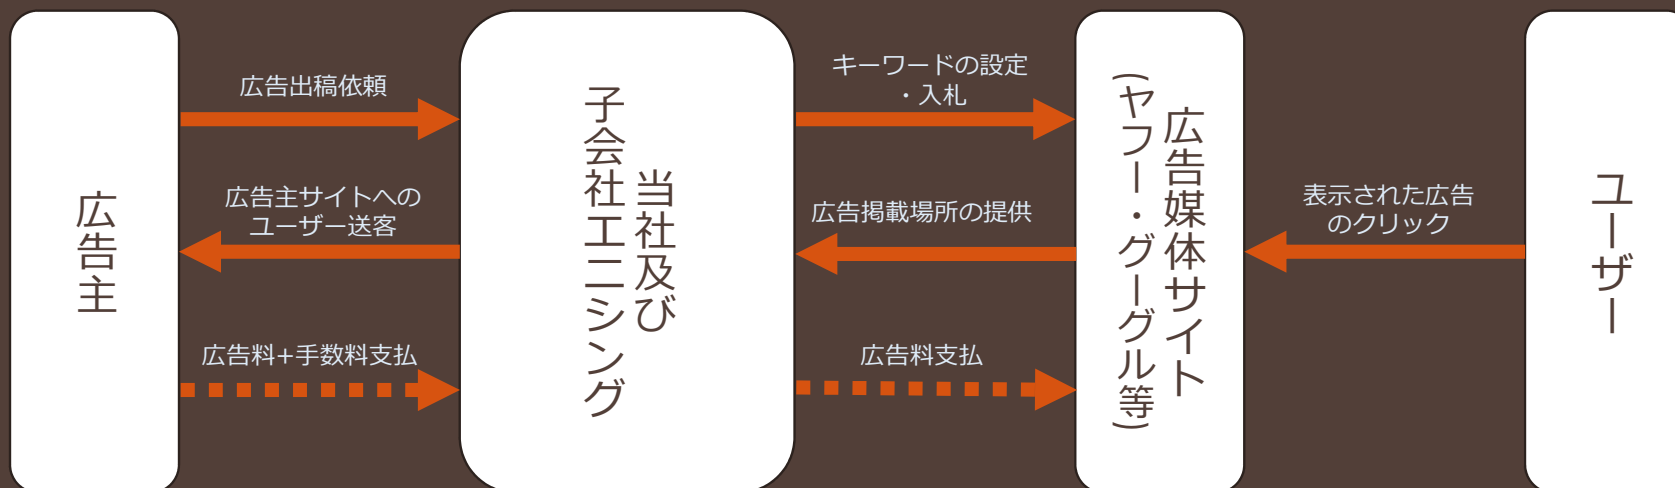 広告主
広告出稿依頼
広告主サイトへの
ユーザー送客
広告料+手数料支払
当社及び
子会社エニシング
キーワードの設定
・入札
広告掲載場所の提供
広告料支払
広告媒体サイト
(ヤフー・グーグル等)
表示された広告
のクリック
ユーザー